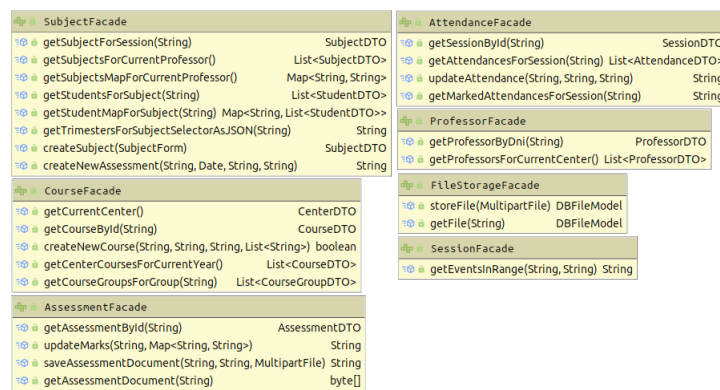 SubjectFacade
getSubjectForSession(String) SubjectDTO
getSubjectsForCurrentProfessor() List<SubjectDTO>
getSubjectsMapForCurrentProfessor() Map<String, String>
getStudentsForSubject(String) List<StudentDTO>
getStudentMapForSubject(String) Map<String, List<StudentDTO>>
getTrimestersForSubjectSelectorAsJSON(String) String
createSubject(SubjectForm) SubjectDTO
createNewAssessment(String, Date, String, String) String
CourseFacade
getCurrentCenter() CenterDTO
getCourseById(String) CourseDTO
createNewCourse(String, String, String, List<String>) boolean
getCenterCoursesForCurrentYear() List<CourseDTO>
getCourseGroupsForGroup(String) List<CourseGroupDTO>
AssessmentFacade
getAssessmentById(String) AssessmentDTO
updateMarks(String, Map<String, String>) String
saveAssessmentDocument(String, String, MultipartFile) String
getAssessmentDocument(String) byte[]
AttendanceFacade
getSessionById(String) SessionDTO
getAttendancesForSession(String) List<AttendanceDTO>
updateAttendance(String, String, String) String
getMarkedAttendancesForSession(String) String
ProfessorFacade
getProfessorByDni(String) ProfessorDTO
getProfessorsForCurrentCenter() List<ProfessorDTO>
FileStorageFacade
storeFile(MultipartFile) DBFileModel
getFile(String) DBFileModel
SessionFacade
getEventsInRange(String, String) String